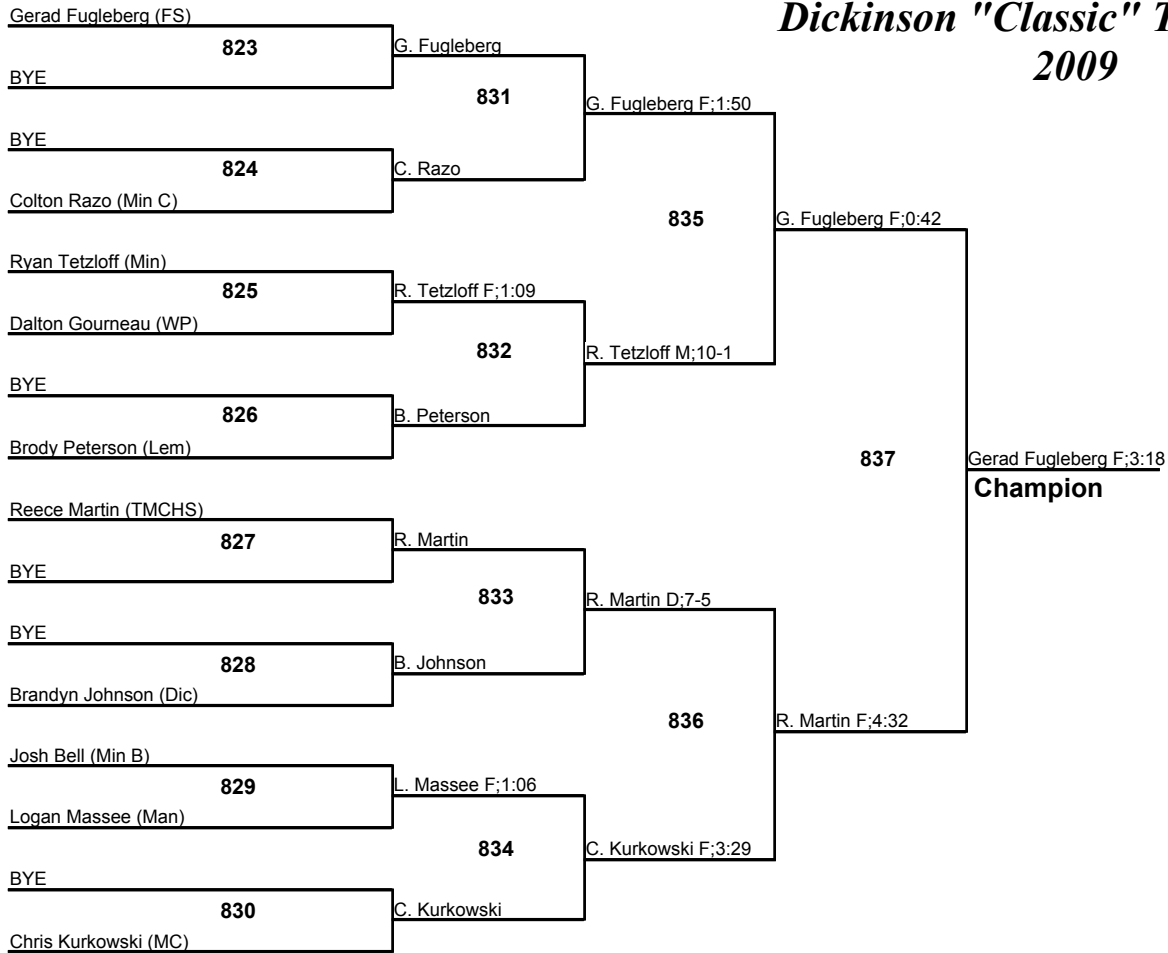 Dickinson "Classic" T
2009
Gerad Fugleberg (FS)
823
BYE
G. Fugleberg
831
BYE
824
Colton Razo (Min C)
C. Razo
G. Fugleberg F;1:50
835
Ryan Tetzloff (Min)
825
Dalton Gourneau (WP)
R. Tetzloff F;1:09
832
BYE
826
Brody Peterson (Lem)
B. Peterson
R. Tetzloff M;10-1
G. Fugleberg F;0:42
837
Reece Martin (TMCHS)
827
BYE
R. Martin
833
BYE
828
Brandyn Johnson (Dic)
B. Johnson
R. Martin D;7-5
836
Josh Bell (Min B)
829
Logan Massee (Man)
L. Massee F;1:06
834
BYE
830
Chris Kurkowski (MC)
C. Kurkowski
C. Kurkowski F;3:29
R. Martin F;4:32
Gerad Fugleberg F;3:18
Champion